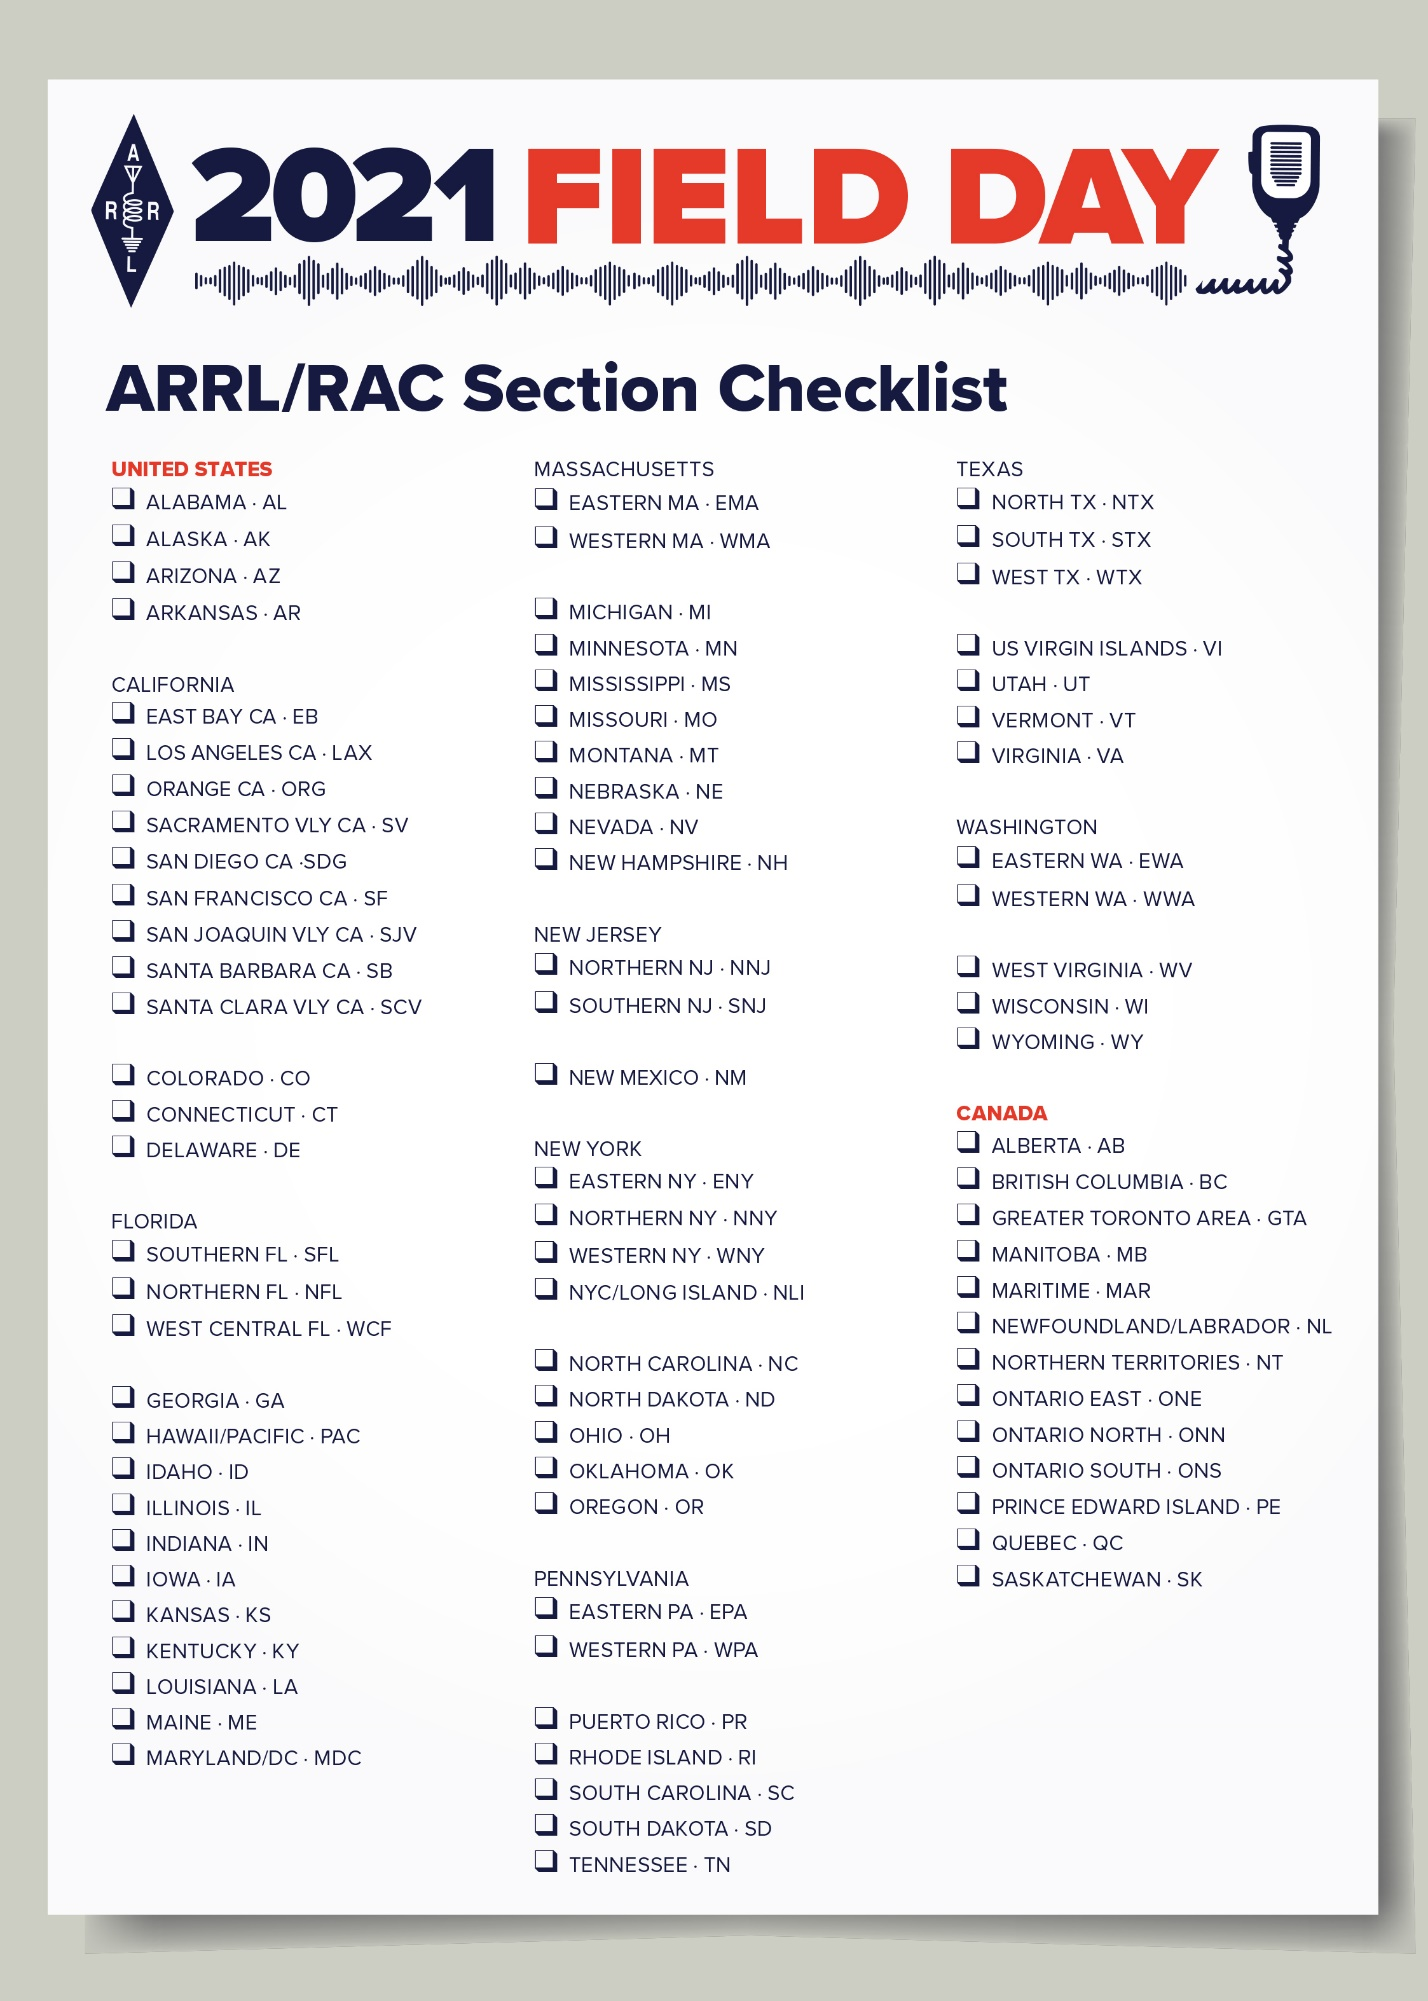 A
R R
L
2021 FIELD DAY
ARRL/RAC Section Checklist
UNITED STATES
❏ ALABAMA · AL
❏ ALASKA · AK
❏ ARIZONA · AZ
❏ ARKANSAS · AR
CALIFORNIA
❏ EAST BAY CA · EB
❏ LOS ANGELES CA · LAX
❏ ORANGE CA · ORG
❏ SACRAMENTO VLY CA · SV
❏ SAN DIEGO CA ·SDG
❏ SAN FRANCISCO CA · SF
❏ SAN JOAQUIN VLY CA · SJV
❏ SANTA BARBARA CA · SB
❏ SANTA CLARA VLY CA · SCV
❏ COLORADO · CO
❏ CONNECTICUT · CT
❏ DELAWARE · DE
FLORIDA
❏ SOUTHERN FL · SFL
❏ NORTHERN FL · NFL
❏ WEST CENTRAL FL · WCF
❏ GEORGIA · GA
❏ HAWAII/PACIFIC · PAC
❏ IDAHO · ID
❏ ILLINOIS · IL
❏ INDIANA · IN
❏ IOWA · IA
❏ KANSAS · KS
❏ KENTUCKY · KY
❏ LOUISIANA · LA
❏ MAINE · ME
❏ MARYLAND/DC · MDC
MASSACHUSETTS
❏ EASTERN MA · EMA
❏ WESTERN MA · WMA
❏ MICHIGAN · MI
❏ MINNESOTA · MN
❏ MISSISSIPPI · MS
❏ MISSOURI · MO
❏ MONTANA · MT
❏ NEBRASKA · NE
❏ NEVADA · NV
❏ NEW HAMPSHIRE · NH
NEW JERSEY
❏ NORTHERN NJ · NNJ
❏ SOUTHERN NJ · SNJ
❏ NEW MEXICO · NM
NEW YORK
❏ EASTERN NY · ENY
❏ NORTHERN NY · NNY
❏ WESTERN NY · WNY
❏ NYC/LONG ISLAND · NLI
❏ NORTH CAROLINA · NC
❏ NORTH DAKOTA · ND
❏ OHIO · OH
❏ OKLAHOMA · OK
❏ OREGON · OR
PENNSYLVANIA
❏ EASTERN PA · EPA
❏ WESTERN PA · WPA
❏ PUERTO RICO · PR
❏ RHODE ISLAND · RI
❏ SOUTH CAROLINA · SC
❏ SOUTH DAKOTA · SD
❏ TENNESSEE · TN
TEXAS
❏ NORTH TX · NTX
❏ SOUTH TX · STX
❏ WEST TX · WTX
❏ US VIRGIN ISLANDS · VI
❏ UTAH · UT
❏ VERMONT · VT
❏ VIRGINIA · VA
WASHINGTON
❏ EASTERN WA · EWA
❏ WESTERN WA · WWA
❏ WEST VIRGINIA · WV
❏ WISCONSIN · WI
❏ WYOMING · WY
CANADA
❏ ALBERTA · AB
❏ BRITISH COLUMBIA · BC
❏ GREATER TORONTO AREA · GTA
❏ MANITOBA · MB
❏ MARITIME · MAR
❏ NEWFOUNDLAND/LABRADOR · NL
❏ NORTHERN TERRITORIES · NT
❏ ONTARIO EAST · ONE
❏ ONTARIO NORTH · ONN
❏ ONTARIO SOUTH · ONS
❏ PRINCE EDWARD ISLAND · PE
❏ QUEBEC · QC
❏ SASKATCHEWAN · SK